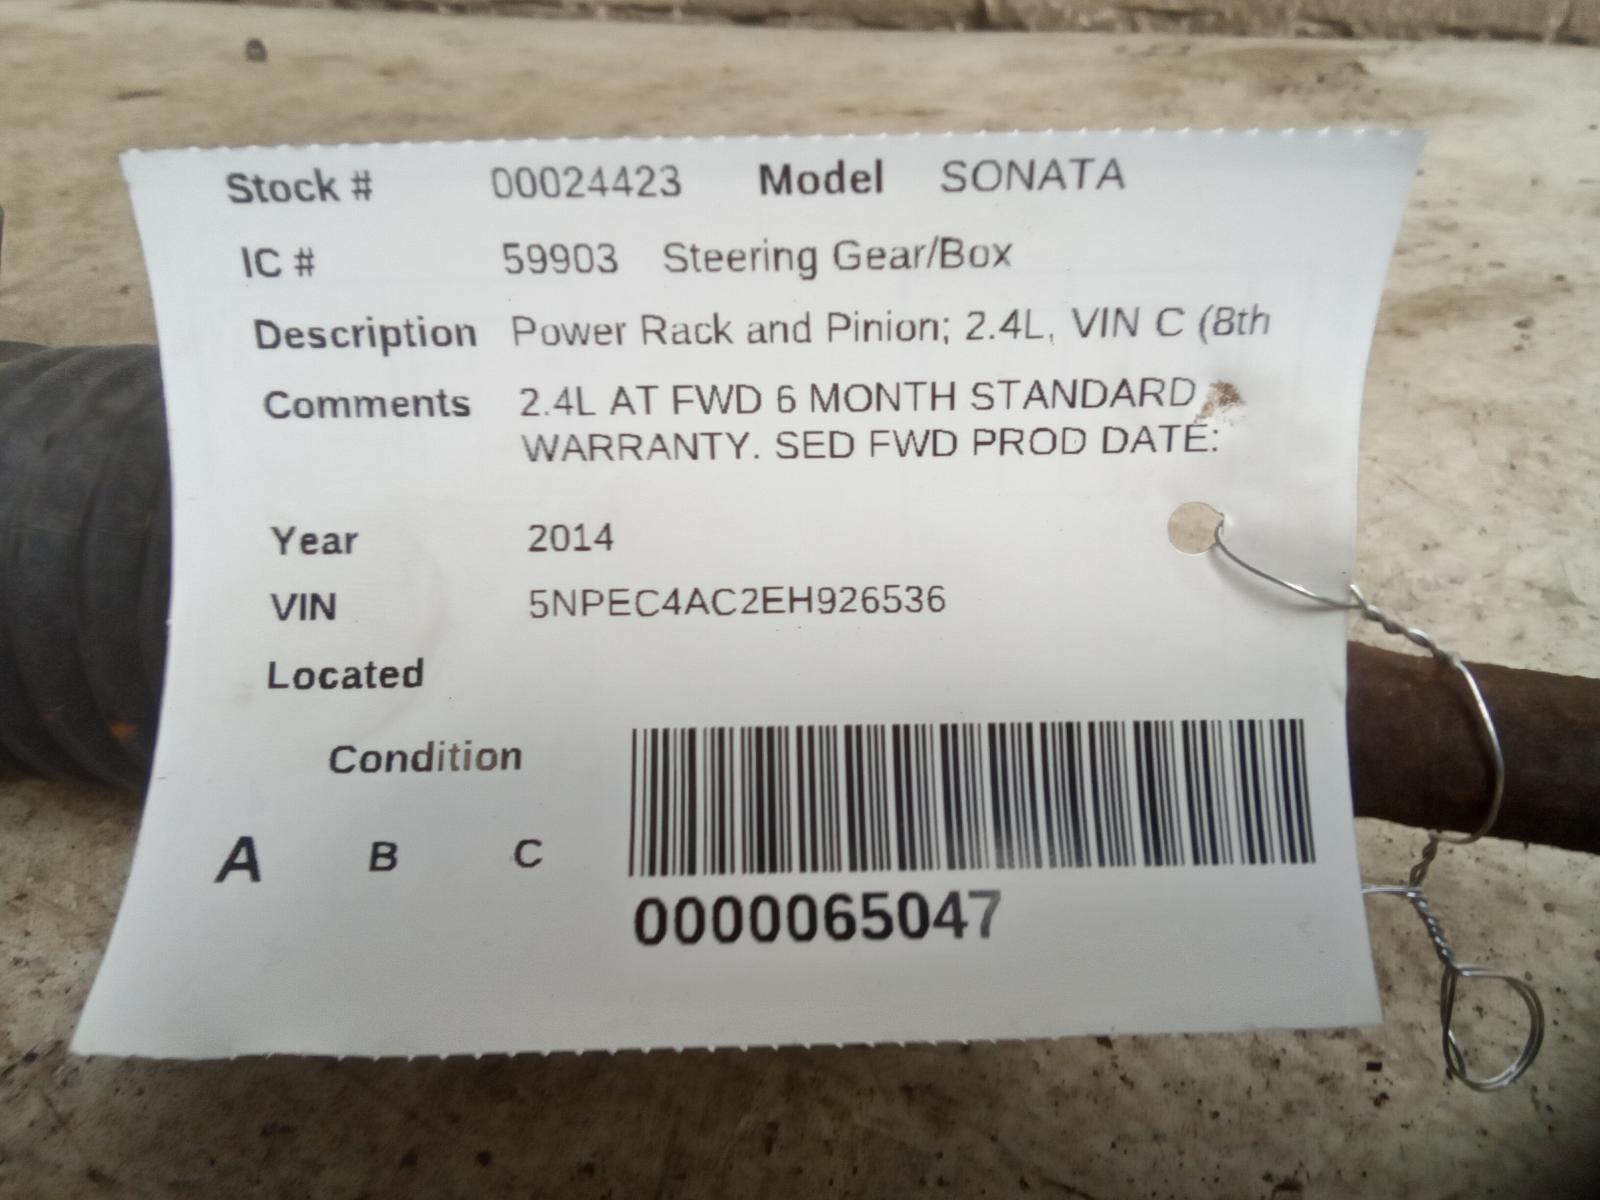 Stock # 00024423 Model SONATA
IC # 59903 Steering Gear/Box
Description Power Rack and Pinion; 2.4L, VIN C (8th
Comments 2.4L AT FWD 6 MONTH STANDARD
WARRANTY. SED FWD PROD DATE:
Year 2014
VIN 5NPEC4AC2EH926536
Located
Condition
A B C
0000065047